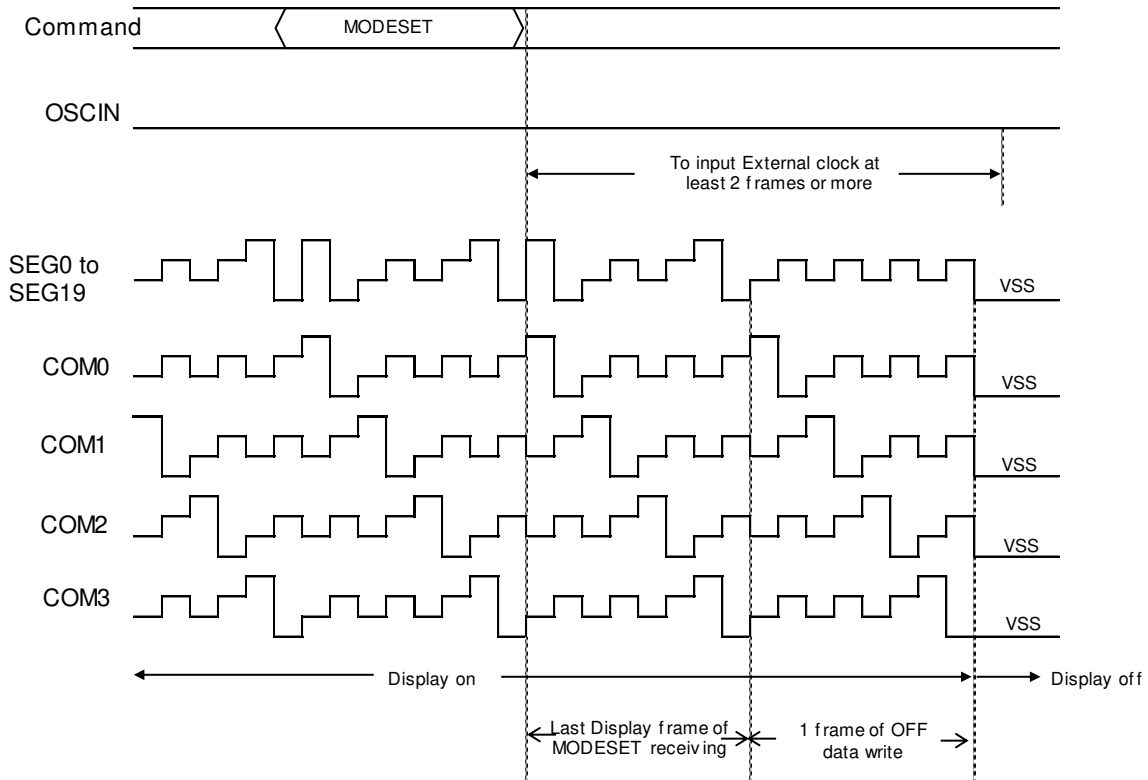 Command
MODESET
OSCIN
To input External clock at
least 2 frames or more
SEG0 to
SEG19
VSS
COM0
VSS
COM1
VSS
COM2
VSS
COM3
VSS
Display on
Display off
Last Display frame of
MODESET receiving
1 frame of OFF
data write